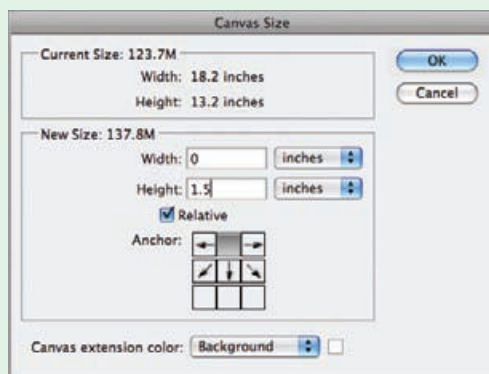 Canvas Size
Current Size: 123.7M
Width: 18.2 inches
Height: 13.2 inches
OK
Cancel
New Size: 137.8M
Width: 0 inches
Height: 1.5 inches
Relative
Anchor:
Canvas extension color: Background